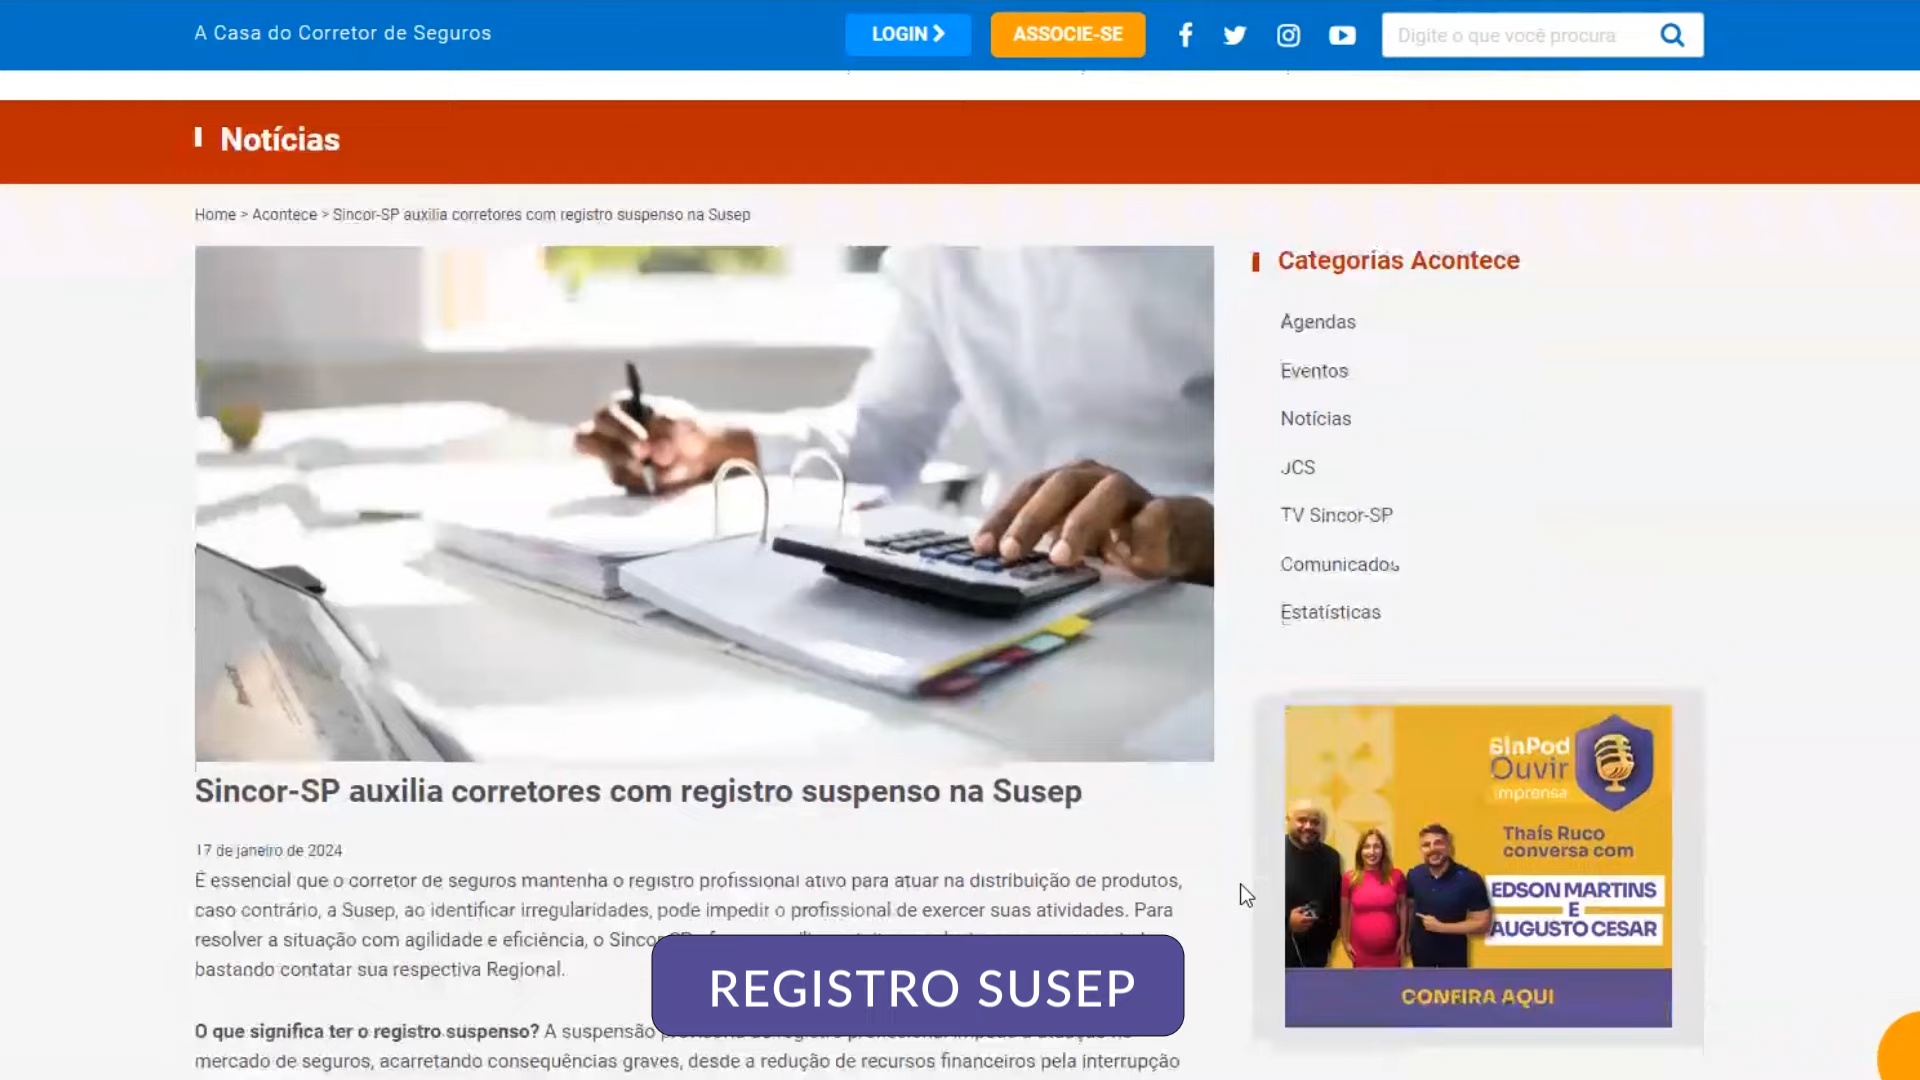 A Casa do Corretor de Seguros
LOGIN
ASSOCIE-SE
Digite o que você procura
Notícias
Home > Acontece > Sincor-SP auxilia corretores com registro suspenso na Susep
Categorias Acontece
Agendas
Eventos
Notícias
JCS
TV Sincor-SP
Comunicados
Estatísticas
SinPod
Ouvir
imprensa
Thaís Ruco
conversa com
EDSON MARTINS
E
AUGUSTO CESAR
CONFIRA AQUI
Sincor-SP auxilia corretores com registro suspenso na Susep
17 de janeiro de 2024
É essencial que o corretor de seguros mantenha o registro profissional ativo para atuar na distribuição de produtos,
caso contrário, a Susep, ao identificar irregularidades, pode impedir o profissional de exercer suas atividades. Para
resolver a situação com agilidade e eficiência, o
bastando contatar sua respectiva Regional.
REGISTRO SUSEP
O que significa ter o registro suspenso? A suspensão
mercado de seguros, acarretando consequências graves, desde a redução de recursos financeiros pela interrupção